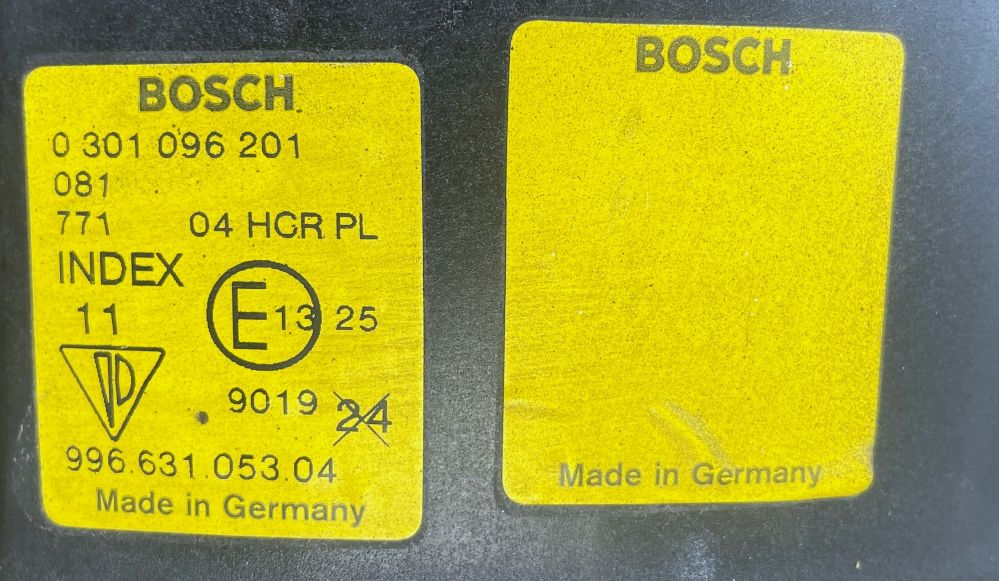 BOSCH
0 301 096 201
081
771 04 HCR PL
INDEX
11
E 13 25
9019 24
996.631.053.04
Made in Germany
BOSCH
Made in Germany